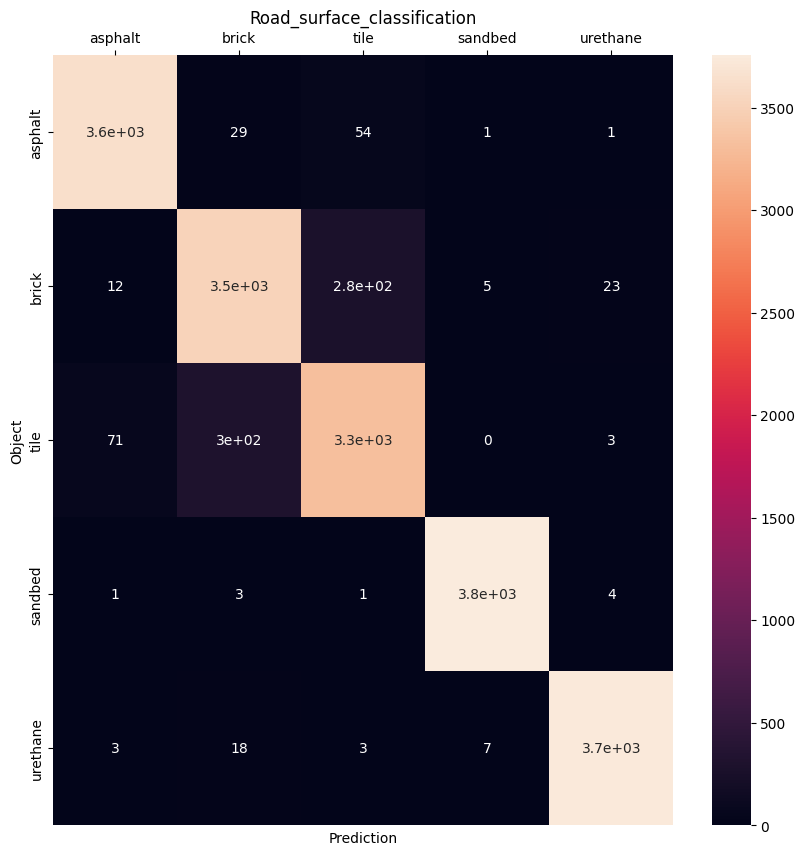 Road_surface_classification
asphalt brick tile sandbed urethane
asphalt 3.6e+03 29 54 1 1
brick 12 3.5e+03 2.8e+02 5 23
Object
tile 71 3e+02 3.3e+03 0 3
sandbed 1 3 1 3.8e+03 4
urethane 3 18 3 7 3.7e+03
Prediction
3500
3000
2500
2000
1500
1000
500
0